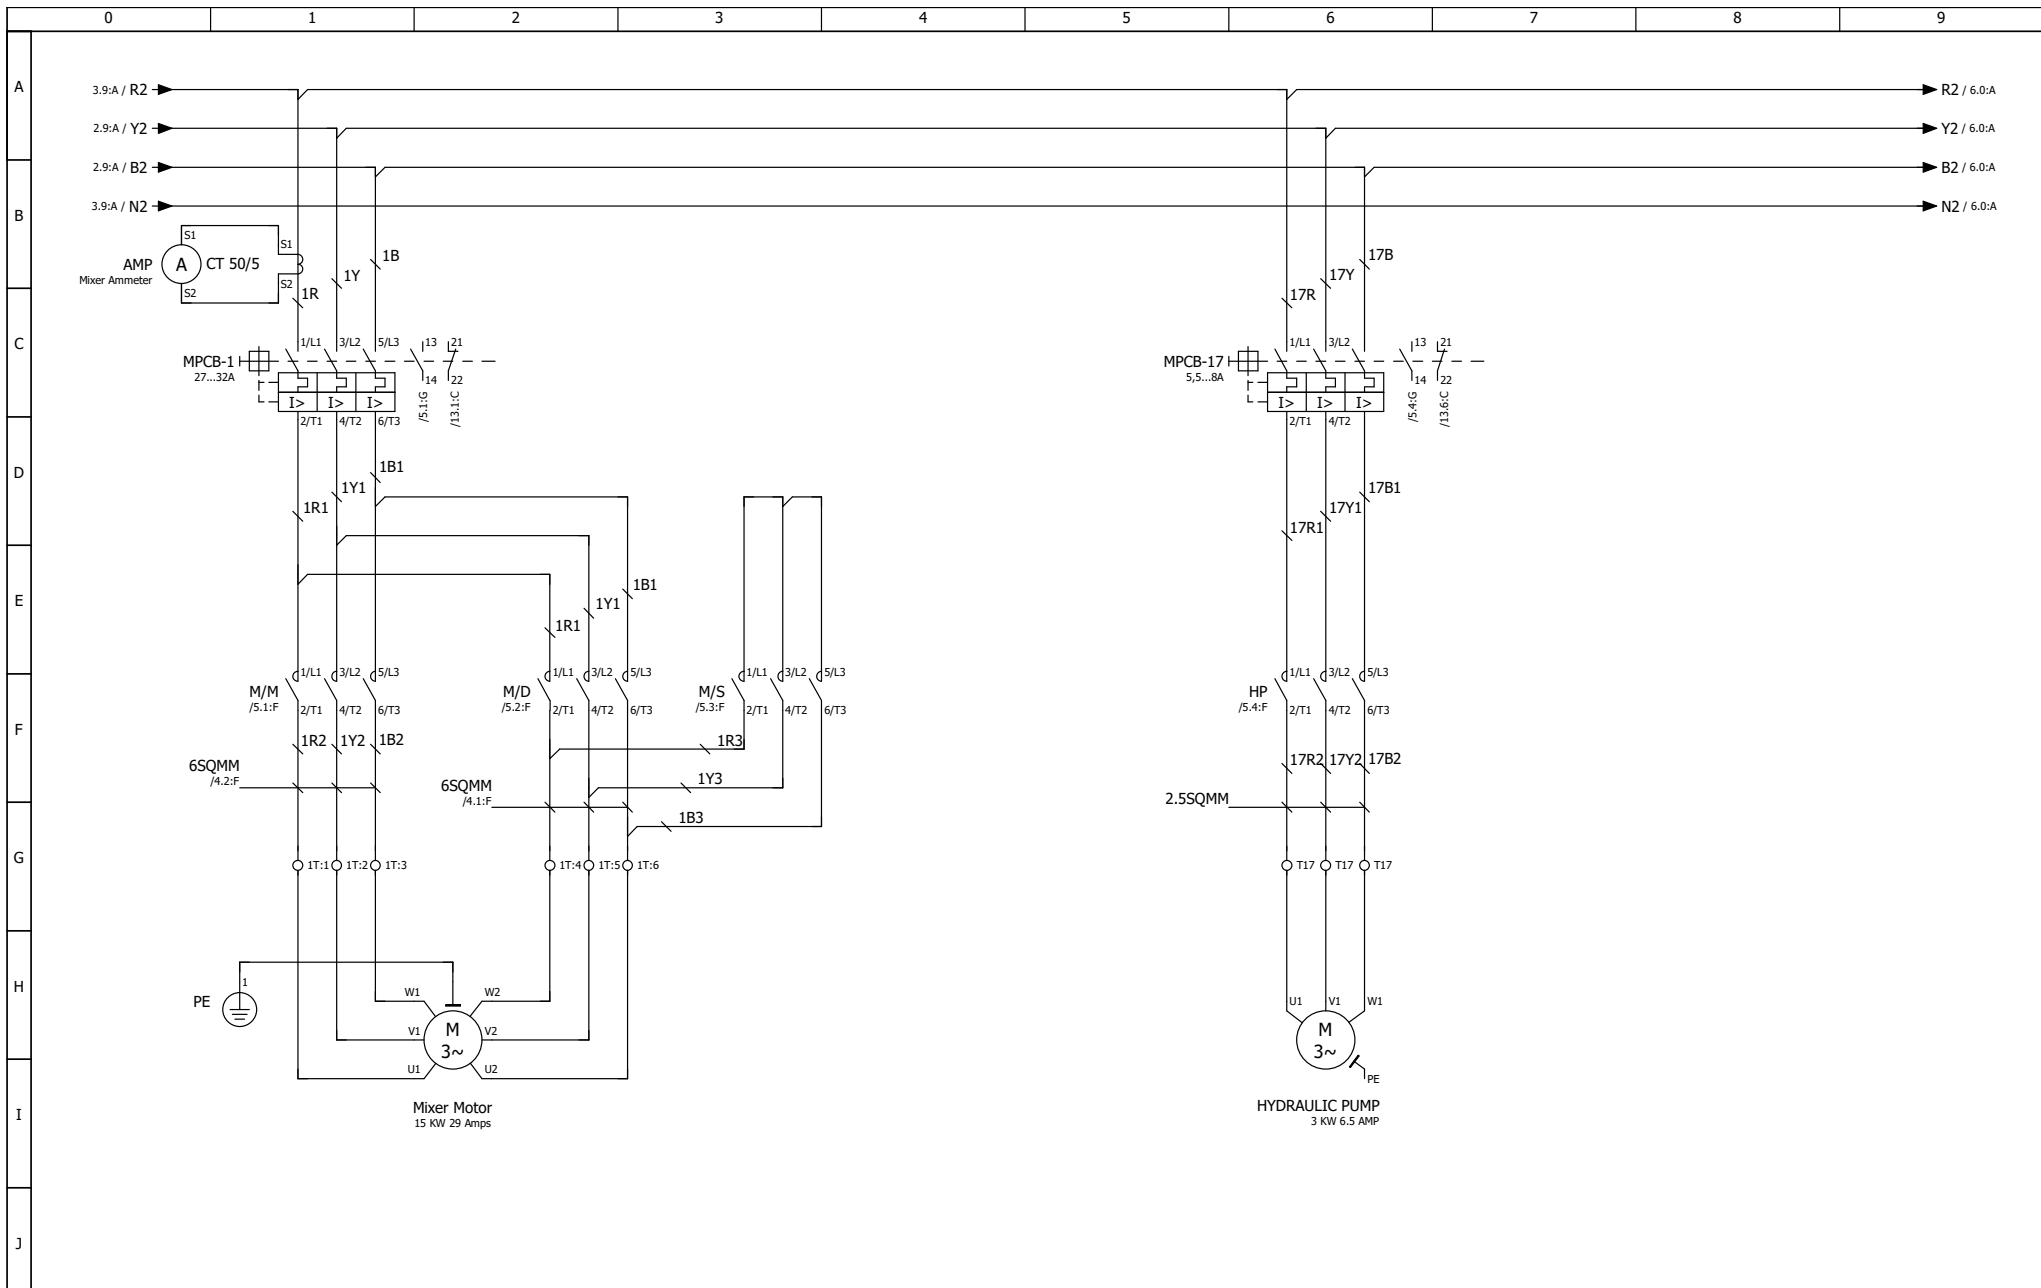 0 1 2 3 4 5 6 7 8 9
A
3.9:A / R2
R2 / 6.0:A
2.9:A / Y2
Y2 / 6.0:A
2.9:A / B2
B2 / 6.0:A
B
3.9:A / N2
N2 / 6.0:A
S1
S1
AMP
Mixer Ammeter
A
CT 50/5
S2
S2
1R
1Y
1B
17R
17Y
17B
C
MPCB-1
27...32A
1/L1 3/L2 5/L3
13 21
14 22
I> I> I>
2/T1 4/T2 6/T3
/5.1:G
/13.1:C
MPCB-17
5,5...8A
1/L1 3/L2 5/L3
13 21
14 22
I> I> I>
2/T1 4/T2
/5.4:G
/13.6:C
D
1R1
1Y1
1B1
17R1
17Y1
17B1
E
1R1
1Y1
1B1
F
M/M
/5.1:F
1/L1 3/L2 5/L3
2/T1 4/T2 6/T3
M/D
/5.2:F
1/L1 3/L2 5/L3
2/T1 4/T2 6/T3
M/S
/5.3:F
1/L1 3/L2 5/L3
2/T1 4/T2 6/T3
HP
/5.4:F
1/L1 3/L2 5/L3
2/T1 4/T2 6/T3
1R2 1Y2 1B2
1R3
1Y3
1B3
17R2 17Y2 17B2
6SQMM
/4.2:F
6SQMM
/4.1:F
2.5SQMM
G
1T:1 1T:2 1T:3
1T:4 1T:5 1T:6
T17 T17 T17
H
PE
1
W1
W2
V1
V2
U1
U2
M
3~
U1 V1 W1
M
3~
PE
I
Mixer Motor
15 KW 29 Amps
HYDRAULIC PUMP
3 KW 6.5 AMP
J